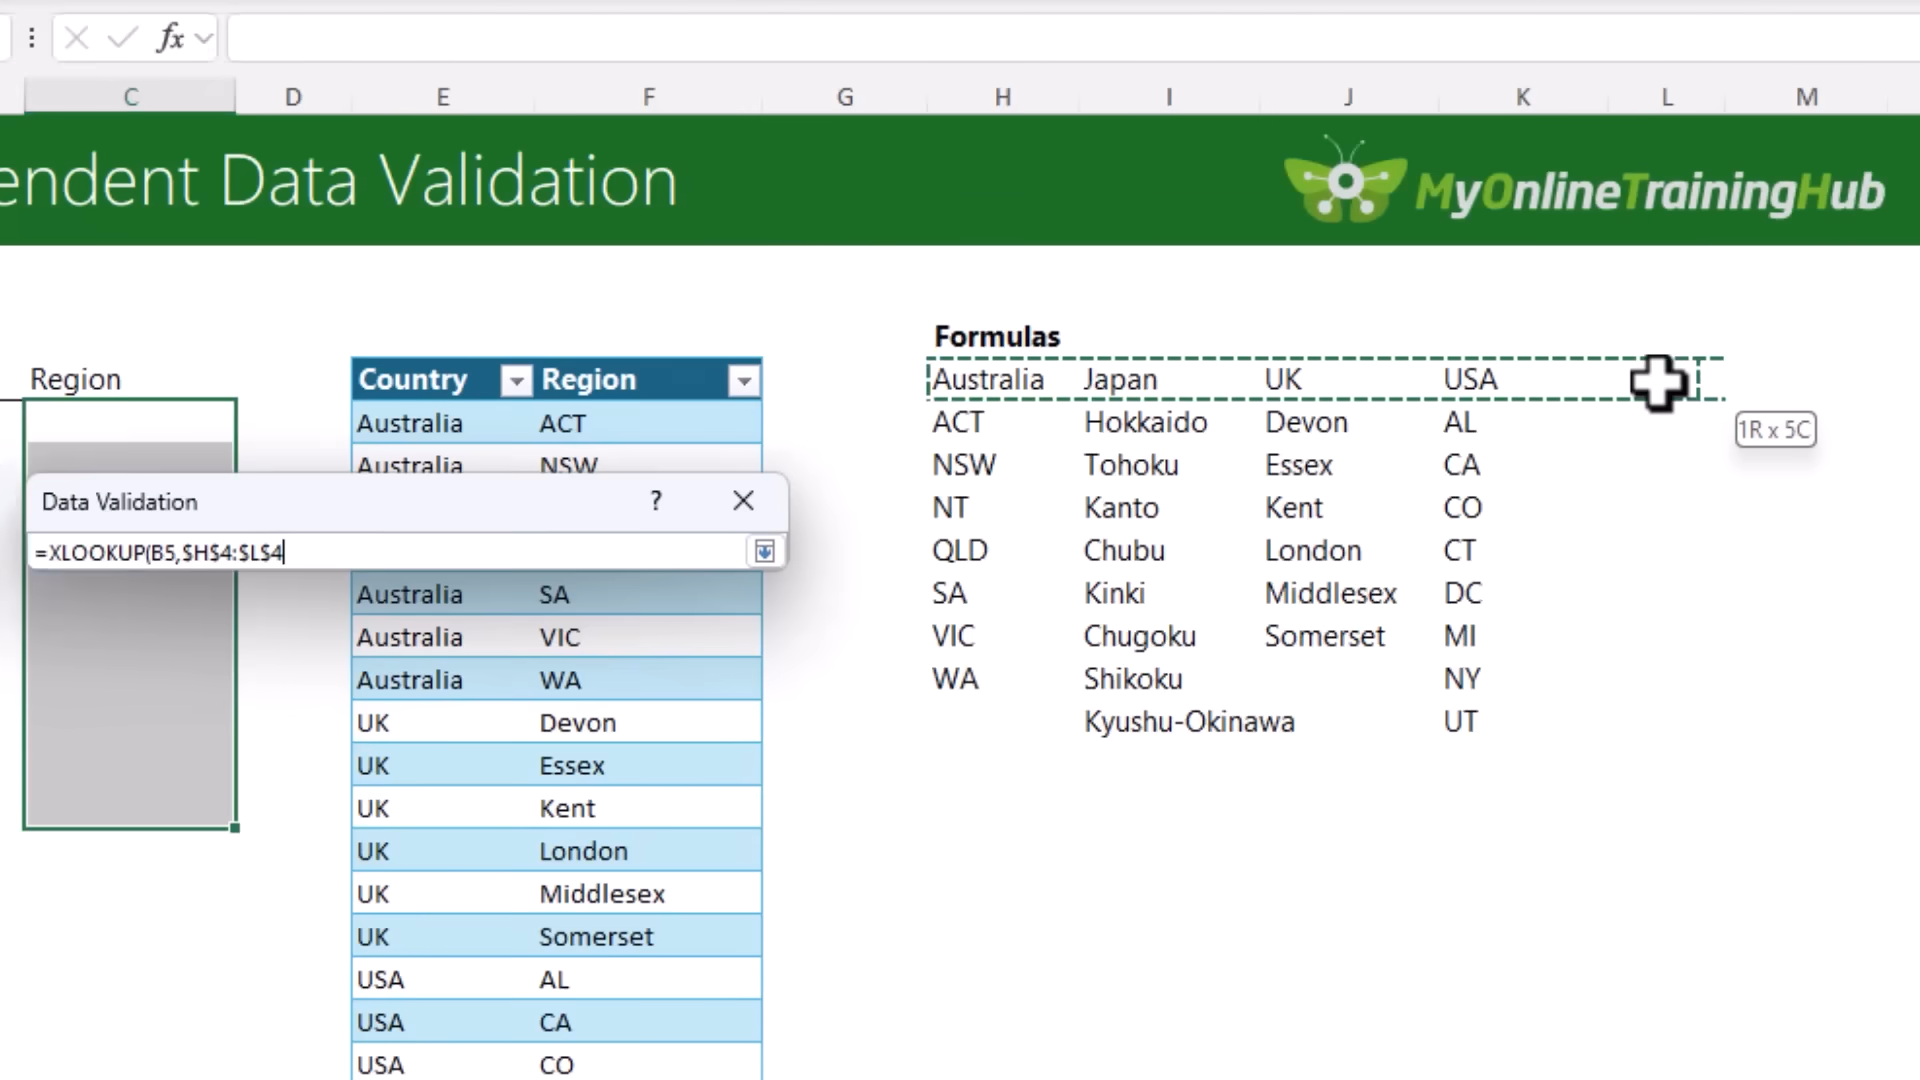 fx
C D E F G H I J K L M
endent Data Validation
MyOnlineTrainingHub
Formulas
Region Country Region Australia Japan UK USA
Australia ACT ACT Hokkaido Devon AL
1R x 5C
Australia NSW NSW Tohoku Essex CA
Data Validation ? NT Kanto Kent CO
=XLOOKUP(B5,$H$4:$L$4 QLD Chubu London CT
Australia SA SA Kinki Middlesex DC
Australia VIC VIC Chugoku Somerset MI
Australia WA WA Shikoku NY
UK Devon Kyushu-Okinawa UT
UK Essex
UK Kent
UK London
UK Middlesex
UK Somerset
USA AL
USA CA
USA CO